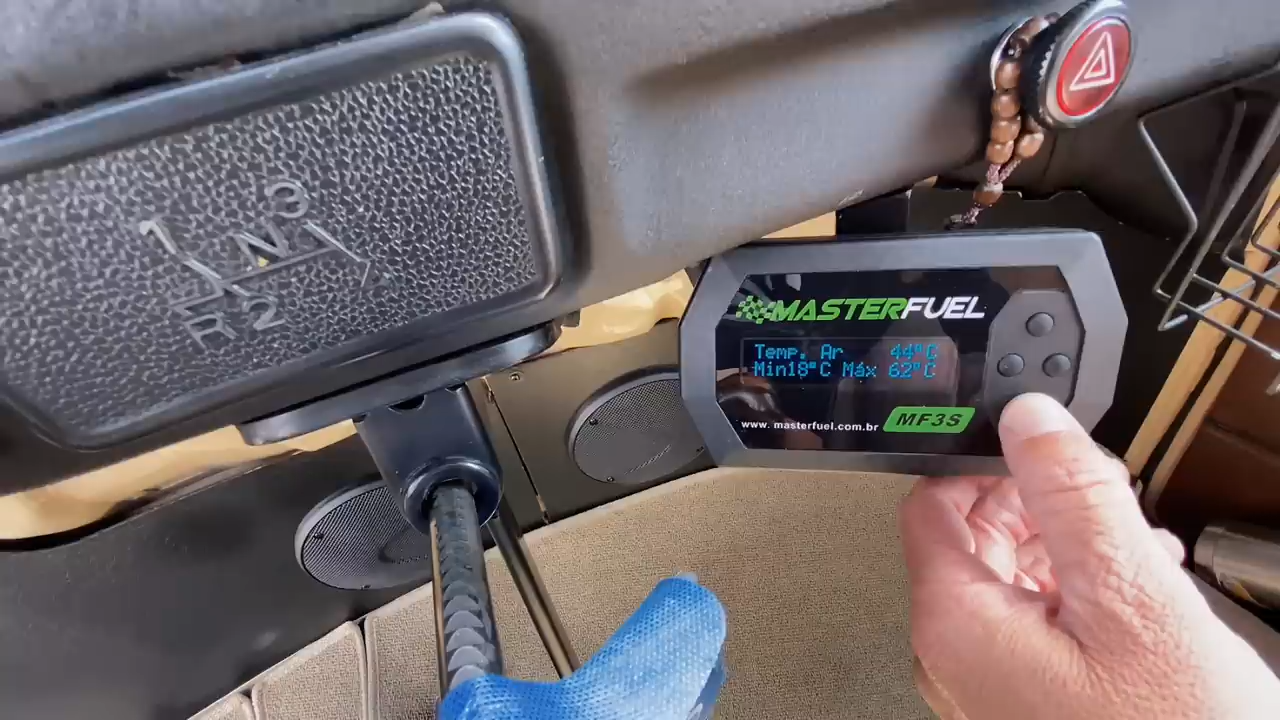 1 3
N
R 2
MASTERFUEL
Temp. Ar 44°C
Min18°C Máx 62°C
www. masterfuel.com.br
MF3S